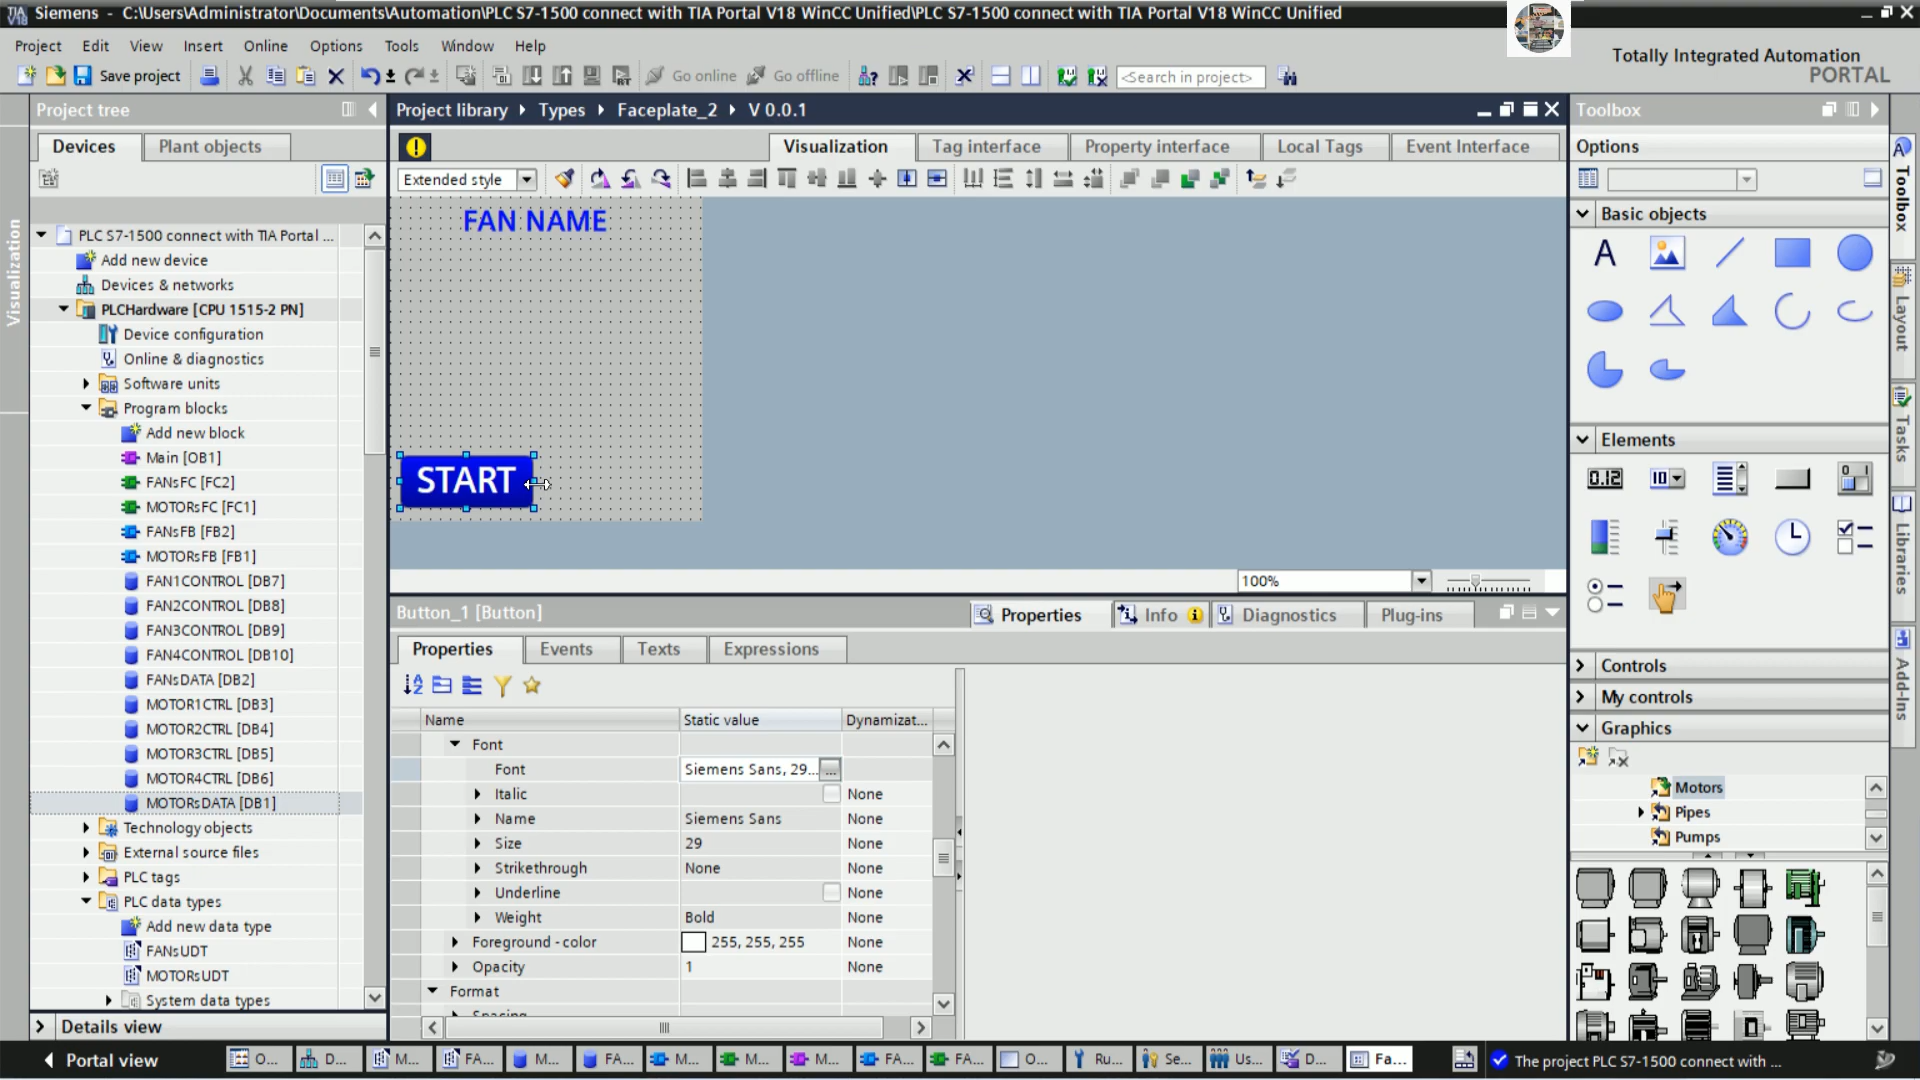 Siemens - C:\Users\Administrator\Documents\Automation\PLC S7-1500 connect with TIA Portal V18 WinCC Unified\PLC S7-1500 connect with TIA Portal V18 WinCC Unified
Project Edit View Insert Online Options Tools Window Help
Totally Integrated Automation
PORTAL
Save project
Go online
Go offline
<Search in project>
Project tree
Project library Types Faceplate_2 V 0.0.1
Toolbox
Devices
Plant objects
Visualization
Tag interface
Property interface
Local Tags
Event Interface
Options
Extended style
Basic objects
Visualization
PLC S7-1500 connect with TIA Portal ...
Add new device
Devices & networks
PLCHardware [CPU 1515-2 PN]
Device configuration
Online & diagnostics
Software units
Program blocks
Add new block
Main [OB1]
FANsFC [FC2]
MOTORsFC [FC1]
FANsFB [FB2]
MOTORsFB [FB1]
FAN1CONTROL [DB7]
FAN2CONTROL [DB8]
FAN3CONTROL [DB9]
FAN4CONTROL [DB10]
FANsDATA [DB2]
MOTOR1CTRL [DB3]
MOTOR2CTRL [DB4]
MOTOR3CTRL [DB5]
MOTOR4CTRL [DB6]
MOTORsDATA [DB1]
Technology objects
External source files
PLC tags
PLC data types
Add new data type
FANsUDT
MOTORsUDT
System data types
Details view
FAN NAME
START
100%
Button_1 [Button]
Properties
Info
Diagnostics
Plug-ins
Properties
Events
Texts
Expressions
Name Static value Dynamizat...
Font
Font Siemens Sans, 29... ...
Italic None
Name Siemens Sans None
Size 29 None
Strikethrough None None
Underline None
Weight Bold None
Foreground - color 255, 255, 255 None
Opacity 1 None
Format
Elements
0.12
10
Controls
My controls
Graphics
Motors
Pipes
Pumps
Toolbox
Layout
Tasks
Libraries
Add-Ins
Portal view
O... D... M... FA... M... FA... M... M... M... FA... FA... O... Ru... Se... Us... D... Fa...
The project PLC S7-1500 connect with ...